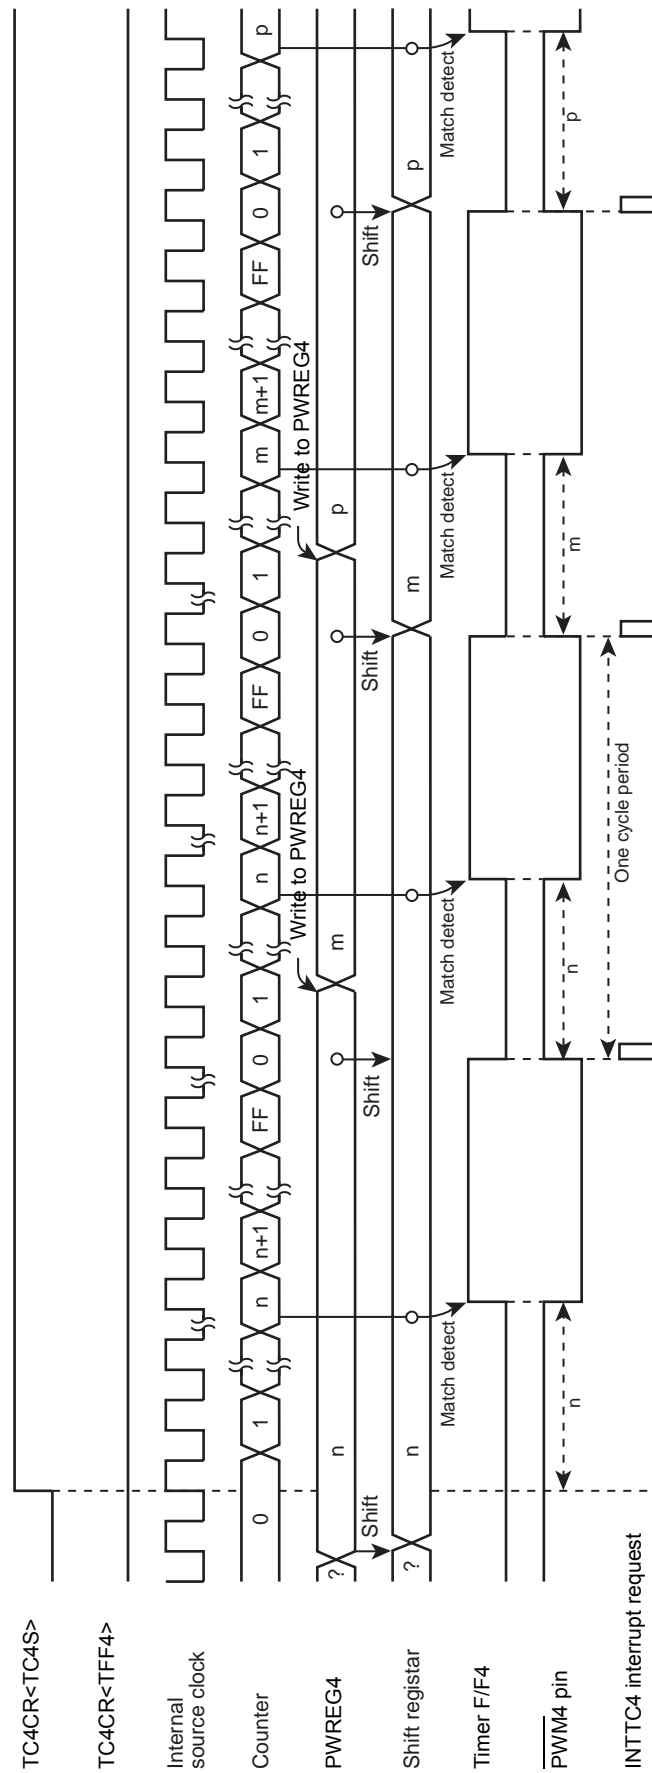 TC4CR<TC4S>
TC4CR<TFF4>
Internal
source clock
Counter 0 1 n n+1 FF 0 1 n n+1 FF 0 1 m m+1 FF 0 1 p
Write to PWREG4 Write to PWREG4
PWREG4 ? n m p
Shift Shift Shift Shift
Shift registar ? n m p
Match detect Match detect Match detect Match detect
Timer F/F4
PWM4 pin n n m p
One cycle period
INTTC4 interrupt request